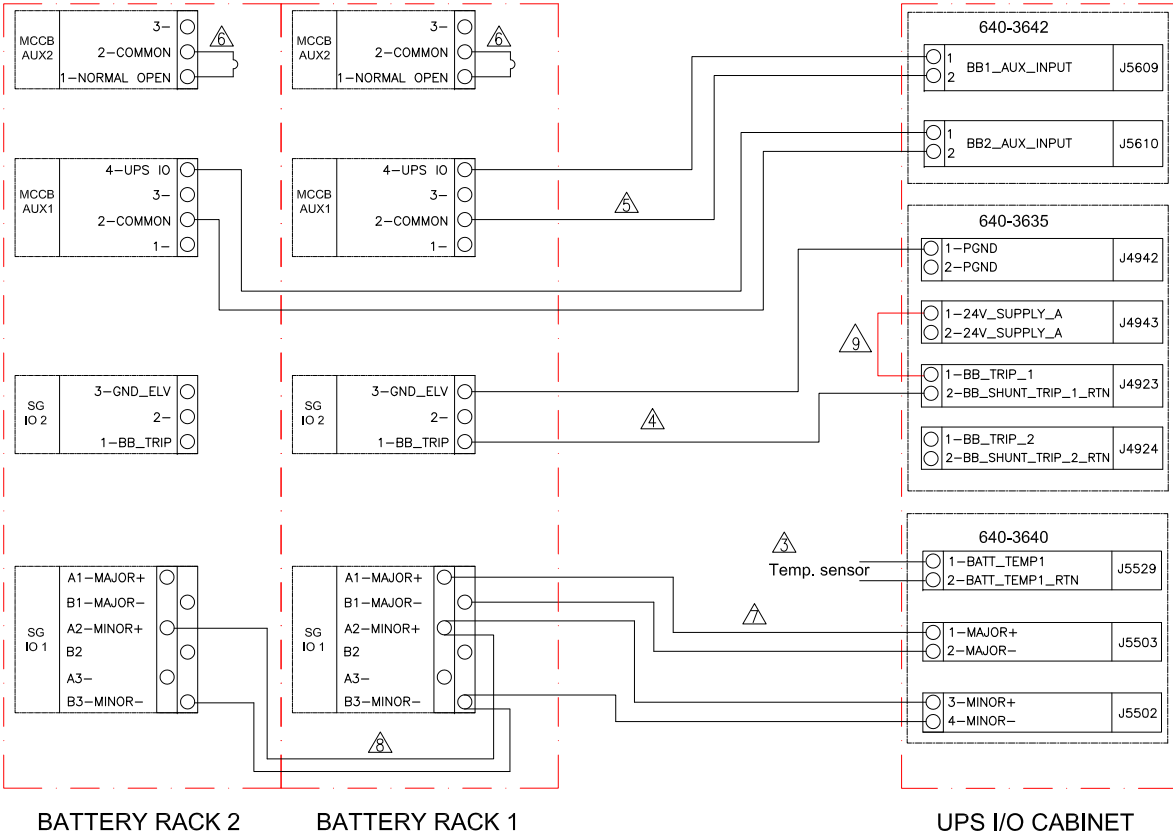 MCCB
AUX2
3-
2-COMMON
1-NORMAL OPEN
6
MCCB
AUX1
4-UPS IO
3-
2-COMMON
1-
SG
IO 2
3-GND_ELV
2-
1-BB_TRIP
SG
IO 1
A1-MAJOR+
B1-MAJOR-
A2-MINOR+
B2
A3-
B3-MINOR-
BATTERY RACK 2
MCCB
AUX2
3-
2-COMMON
1-NORMAL OPEN
6
MCCB
AUX1
4-UPS IO
3-
2-COMMON
1-
SG
IO 2
3-GND_ELV
2-
1-BB_TRIP
SG
IO 1
A1-MAJOR+
B1-MAJOR-
A2-MINOR+
B2
A3-
B3-MINOR-
8
BATTERY RACK 1
5
4
3
Temp. sensor
7
9
640-3642
1
2
BB1_AUX_INPUT
J5609
1
2
BB2_AUX_INPUT
J5610
640-3635
1-PGND
2-PGND
J4942
1-24V_SUPPLY_A
2-24V_SUPPLY_A
J4943
1-BB_TRIP_1
2-BB_SHUNT_TRIP_1_RTN
J4923
1-BB_TRIP_2
2-BB_SHUNT_TRIP_2_RTN
J4924
640-3640
1-BATT_TEMP1
2-BATT_TEMP1_RTN
J5529
1-MAJOR+
2-MAJOR-
J5503
3-MINOR+
4-MINOR-
J5502
UPS I/O CABINET